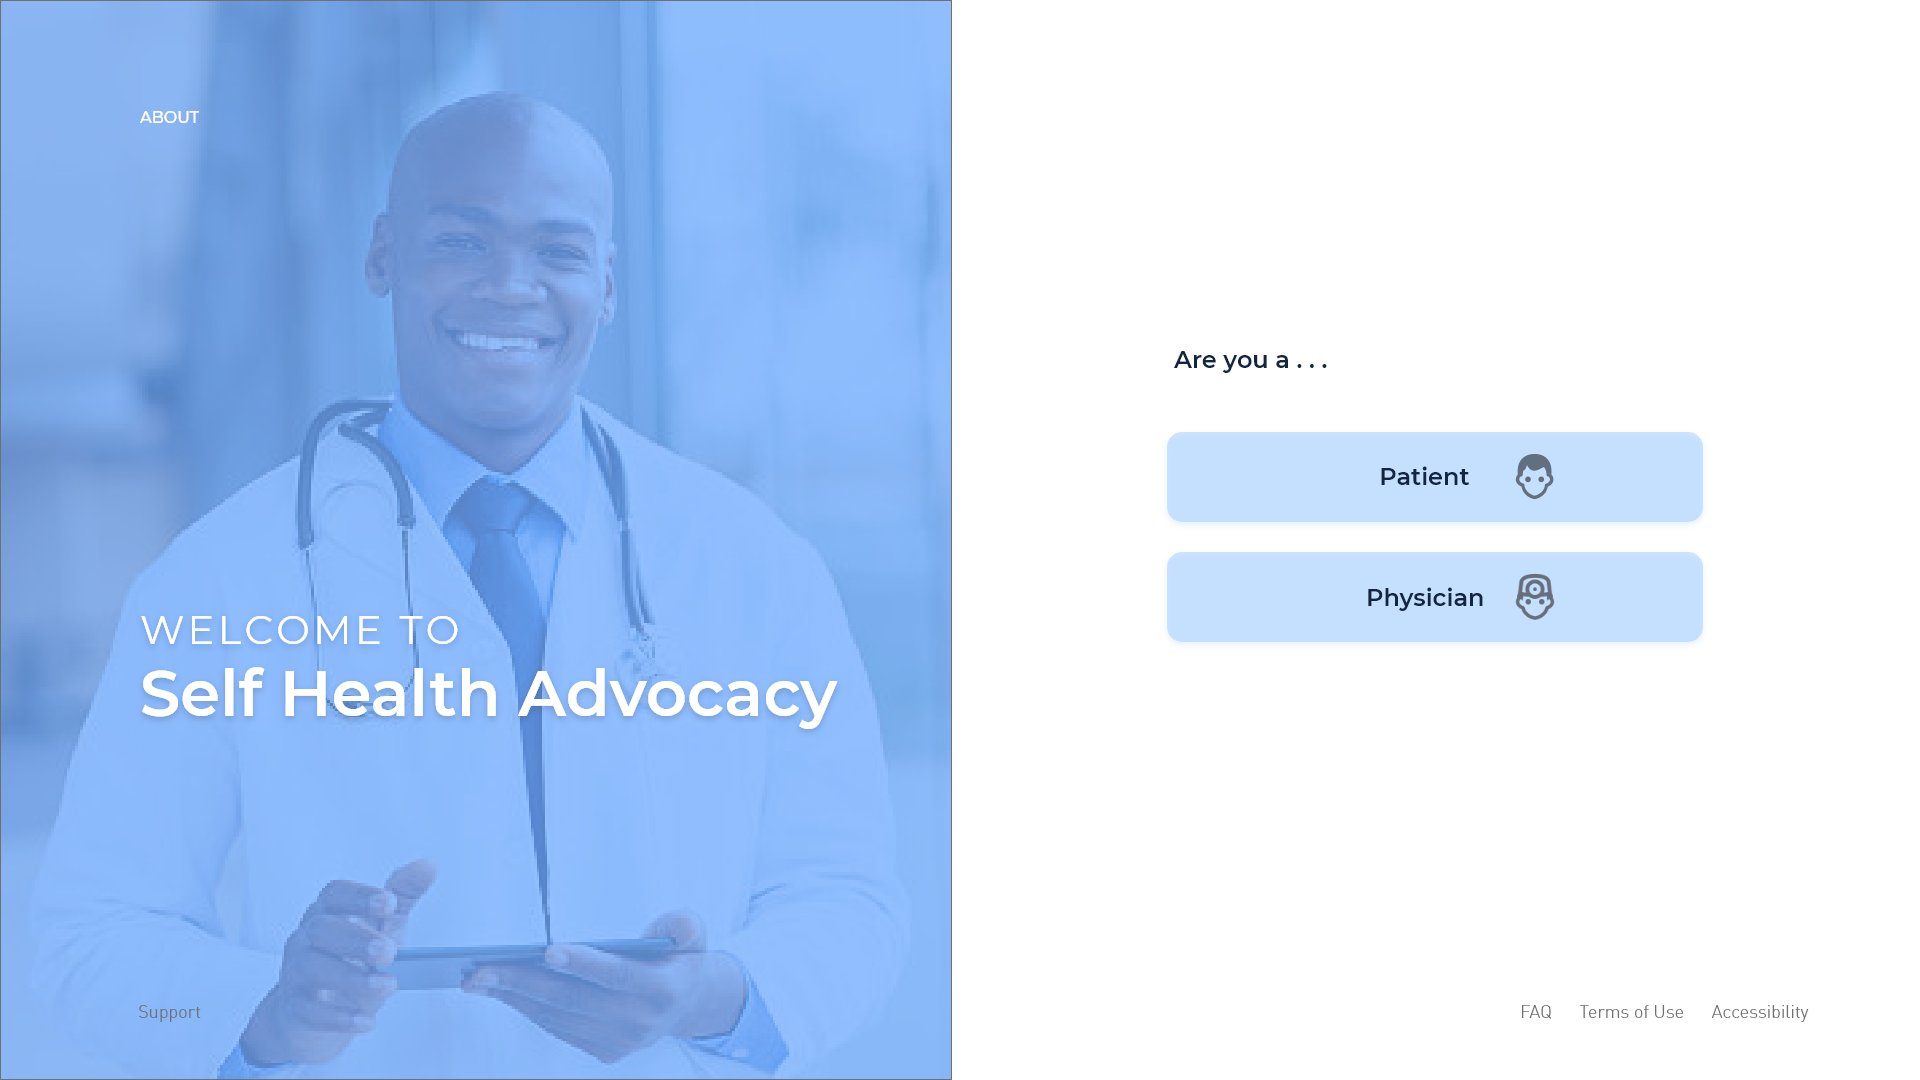 ABOUT
WELCOME TO
Self Health Advocacy
Support
Are you a . . .
Patient
Physician
FAQ Terms of Use Accessibility